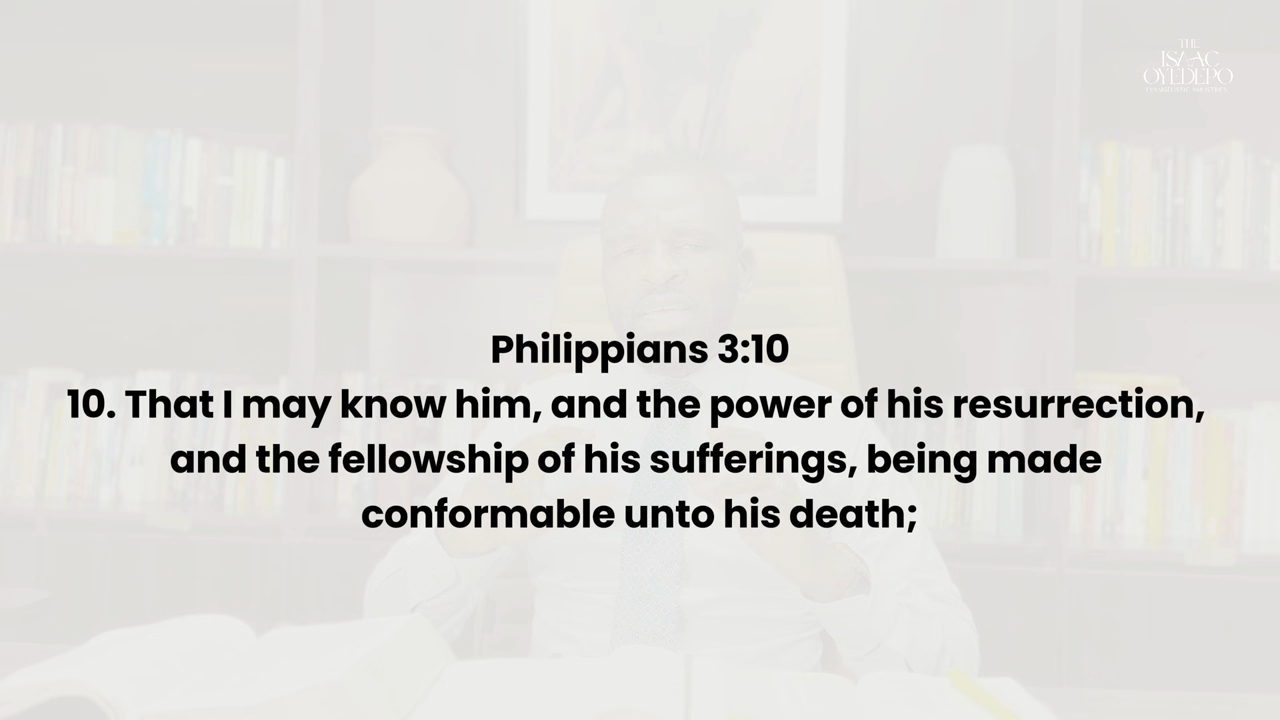 THE
ISAAC
OYEDEPO
Philippians 3:10
10. That I may know him, and the power of his resurrection,
and the fellowship of his sufferings, being made
conformable unto his death;